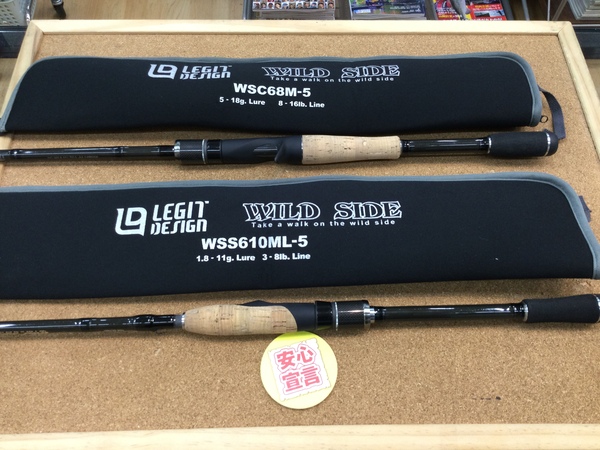 LEGIT DESIGN
WILD SIDE
Take a walk on the wild side
WSC68M-5
5 - 18g. Lure 8 - 16lb. Line
LEGIT DESIGN
WILD SIDE
Take a walk on the wild side
WSS610ML-5
1.8 - 11g. Lure 3 - 8lb. Line
安心
宣言